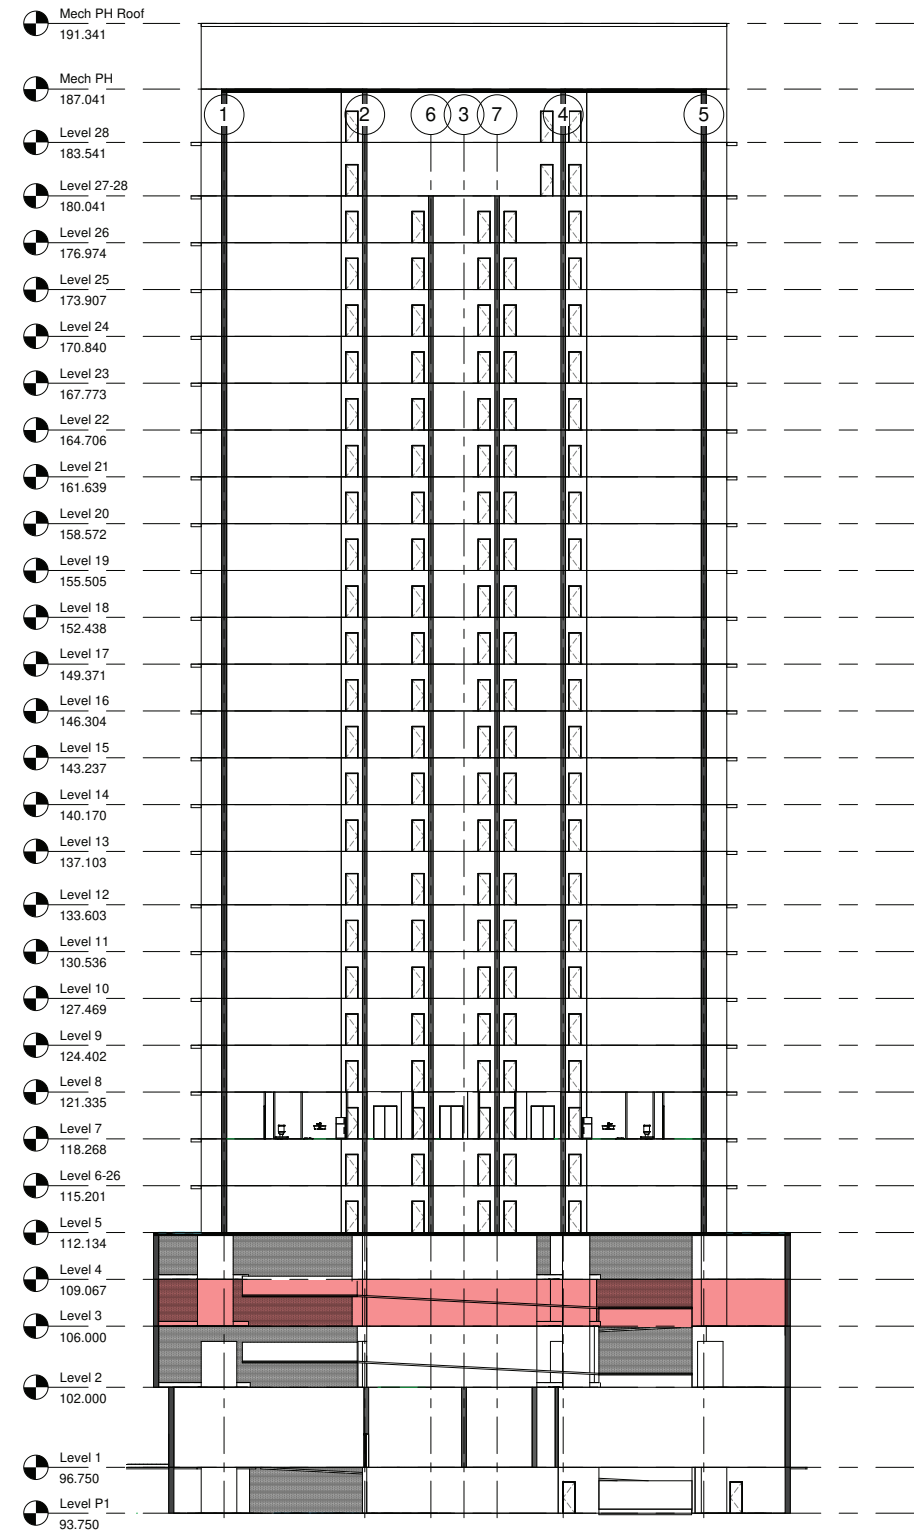 Mech PH Roof
191.341
Mech PH
187.041
1 2 6 3 7 4 5
Level 28
183.541
Level 27-28
180.041
Level 26
176.974
Level 25
173.907
Level 24
170.840
Level 23
167.773
Level 22
164.706
Level 21
161.639
Level 20
158.572
Level 19
155.505
Level 18
152.438
Level 17
149.371
Level 16
146.304
Level 15
143.237
Level 14
140.170
Level 13
137.103
Level 12
133.603
Level 11
130.536
Level 10
127.469
Level 9
124.402
Level 8
121.335
Level 7
118.268
Level 6-26
115.201
Level 5
112.134
Level 4
109.067
Level 3
106.000
Level 2
102.000
Level 1
96.750
Level P1
93.750